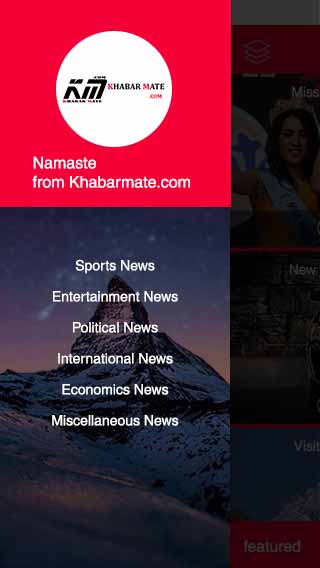 .COM
KM KHABAR MATE
KHABAR MATE .COM
Namaste
from Khabarmate.com
Sports News
Entertainment News
Political News
International News
Economics News
Miscellaneous News
Miss
New
Visit
featured